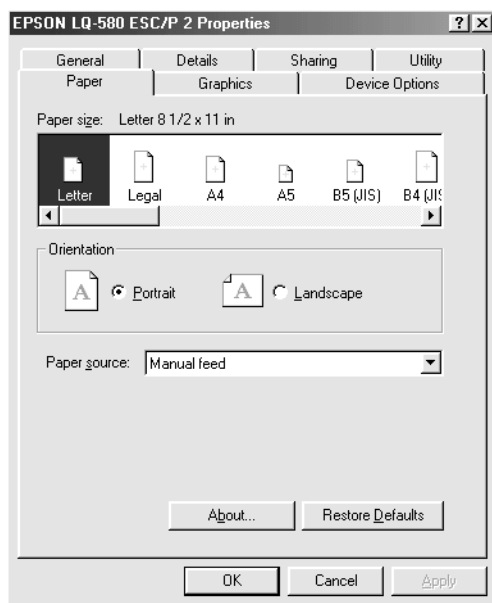 EPSON LQ-580 ESC/P 2 Properties
General Details Sharing Utility
Paper Graphics Device Options
Paper size: Letter 8 1/2 x 11 in
Letter Legal A4 A5 B5 (JIS) B4 (JIS
Orientation
A Portrait A Landscape
Paper source: Manual feed
About... Restore Defaults
OK Cancel Apply